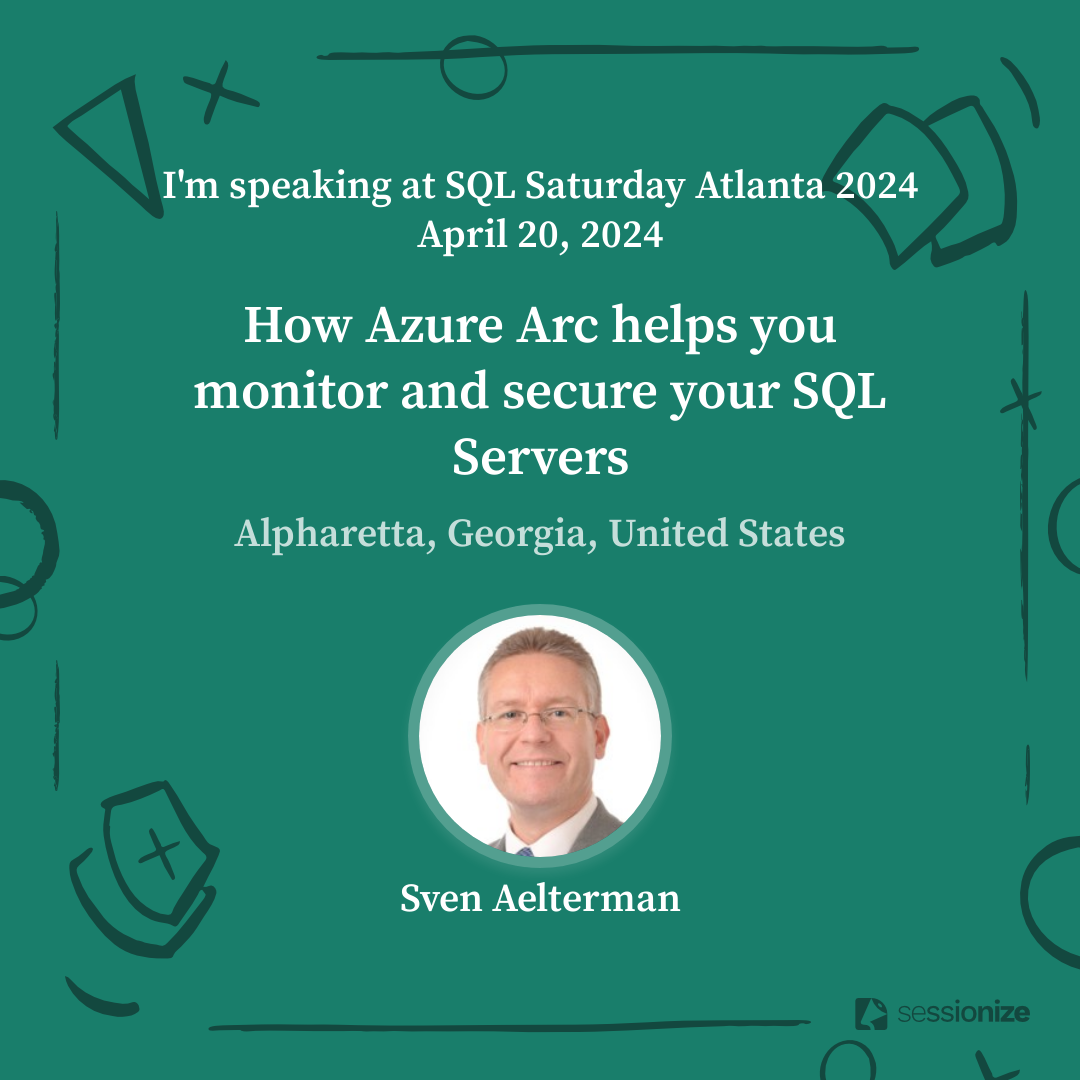 I'm speaking at SQL Saturday Atlanta 2024
April 20, 2024
How Azure Arc helps you
monitor and secure your SQL
Servers
Alpharetta, Georgia, United States
Sven Aelterman
sessionize